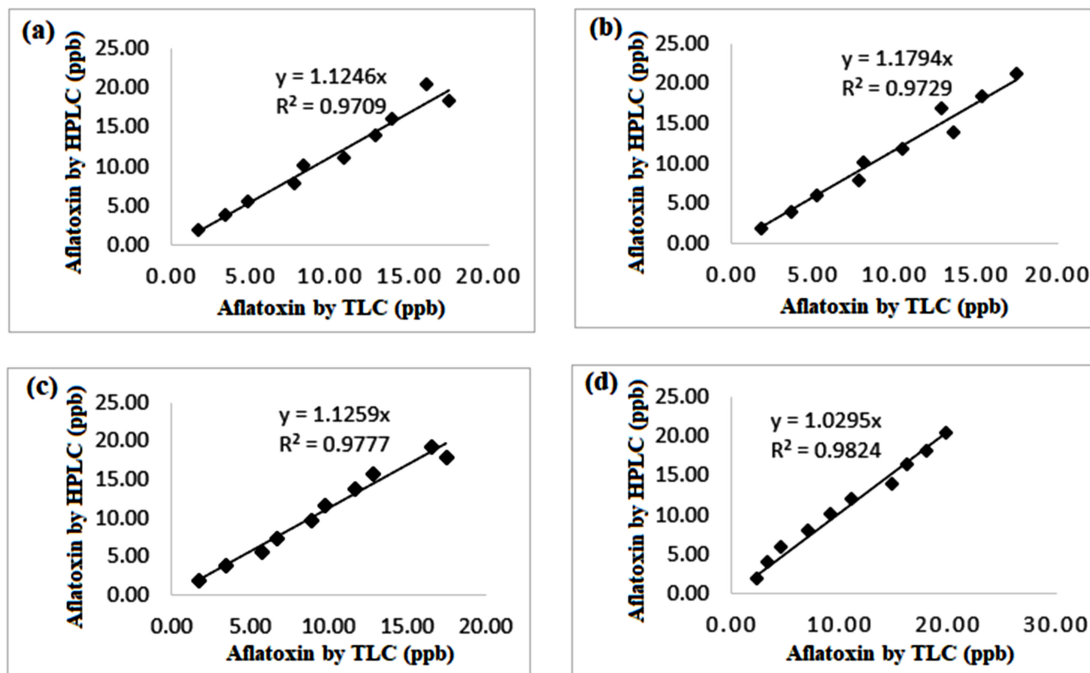 (a)
Aflatoxin by HPLC (ppb)
25.00
20.00
15.00
10.00
5.00
0.00
y = 1.1246x
R² = 0.9709
0.00 5.00 10.00 15.00 20.00
Aflatoxin by TLC (ppb)
(b)
Aflatoxin by HPLC (ppb)
25.00
20.00
15.00
10.00
5.00
0.00
y = 1.1794x
R² = 0.9729
0.00 5.00 10.00 15.00 20.00
Aflatoxin by TLC (ppb)
(c)
Aflatoxin by HPLC (ppb)
25.00
20.00
15.00
10.00
5.00
0.00
y = 1.1259x
R² = 0.9777
0.00 5.00 10.00 15.00 20.00
Aflatoxin by TLC (ppb)
(d)
Aflatoxin by HPLC (ppb)
25.00
20.00
15.00
10.00
5.00
0.00
y = 1.0295x
R² = 0.9824
0.00 10.00 20.00 30.00
Aflatoxin by TLC (ppb)